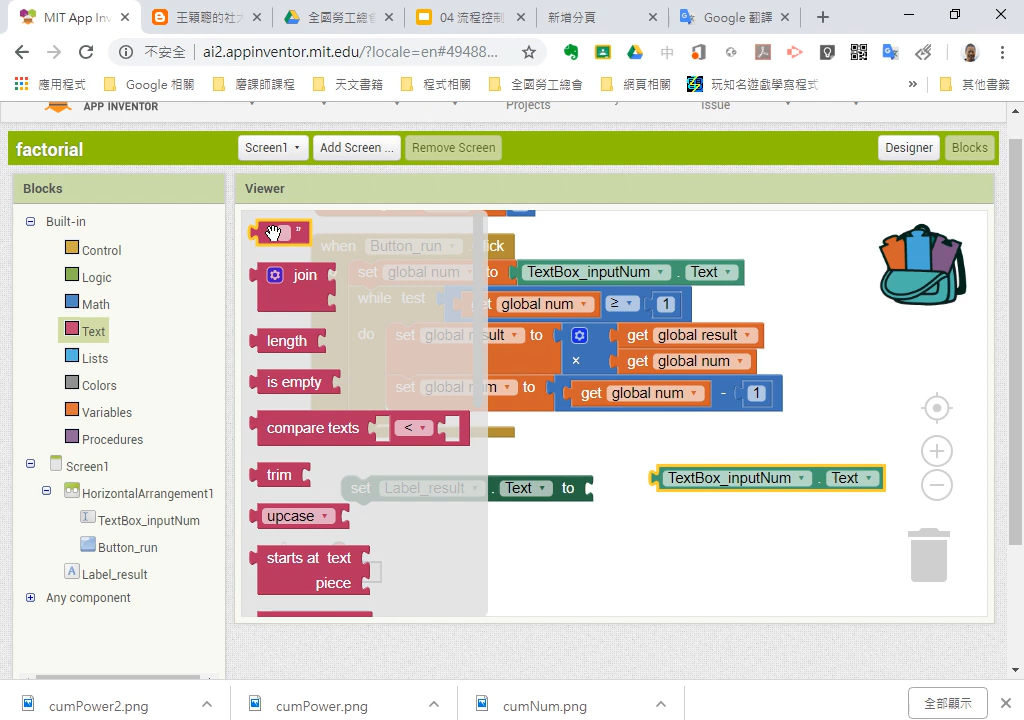 MIT App Inv
王穎聰的社
全國勞工總
04 流程控制
新增分頁
Google 翻譯
不安全
ai2.appinventor.mit.edu/?locale=en#49488...
應用程式
Google 相關
磨課師課程
天文書籍
程式相關
全國勞工總會
網頁相關
玩知名遊戲學寫程式
»
其他書籤
APP INVENTOR
Projects
Issue
factorial
Screen1
Add Screen ...
Remove Screen
Designer
Blocks
Blocks
Viewer
Built-in
Control
Logic
Math
Text
Lists
Colors
Variables
Procedures
Screen1
HorizontalArrangement1
TextBox_inputNum
Button_run
Label_result
Any component
”
join
length
is empty
compare texts <
trim
upcase
starts at text
piece
when Button_run . Click
set global num to TextBox_inputNum . Text
while test get global num ≥ 1
do set global result to get global result
× get global num
set global num to get global num - 1
set Label_result . Text to
TextBox_inputNum . Text
cumPower2.png
cumPower.png
cumNum.png
全部顯示